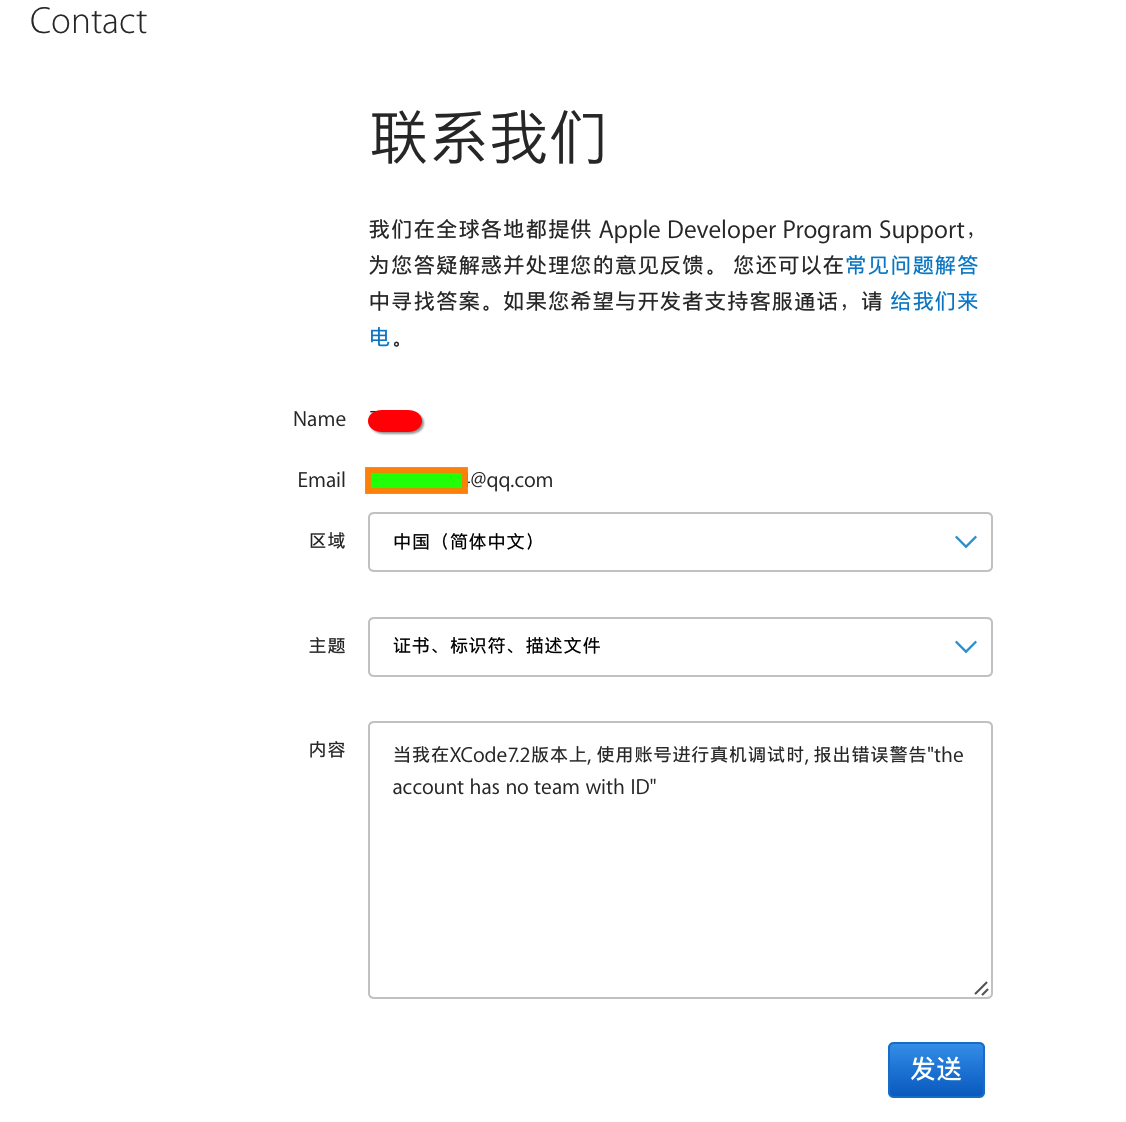 Contact
联系我们
我们在全球各地都提供 Apple Developer Program Support，
为您答疑解惑并处理您的意见反馈。 您还可以在常见问题解答
中寻找答案。如果您希望与开发者支持客服通话，请 给我们来
电。
Name
Email @qq.com
区域 中国（简体中文）
主题 证书、标识符、描述文件
内容 当我在XCode7.2版本上, 使用账号进行真机调试时, 报出错误警告"the
account has no team with ID"
发送